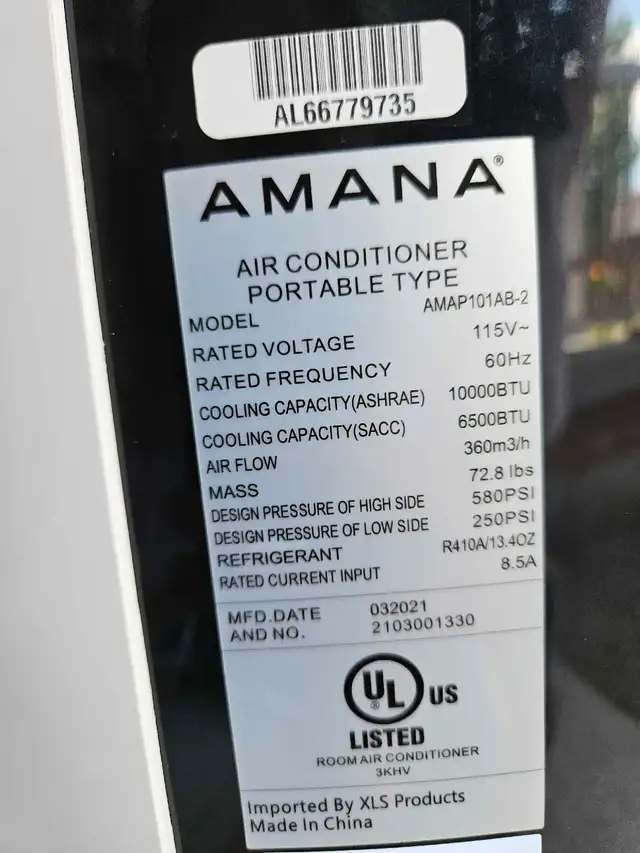 AL66779735
AMANA®
AIR CONDITIONER
PORTABLE TYPE
MODEL AMAP101AB-2
RATED VOLTAGE 115V~
RATED FREQUENCY 60Hz
COOLING CAPACITY(ASHRAE) 10000BTU
COOLING CAPACITY(SACC) 6500BTU
AIR FLOW 360m3/h
MASS 72.8 lbs
DESIGN PRESSURE OF HIGH SIDE 580PSI
DESIGN PRESSURE OF LOW SIDE 250PSI
REFRIGERANT R410A/13.4OZ
RATED CURRENT INPUT 8.5A
MFD.DATE 032021
AND NO. 2103001330
UL® US
LISTED
ROOM AIR CONDITIONER
3KHV
Imported By XLS Products
Made In China